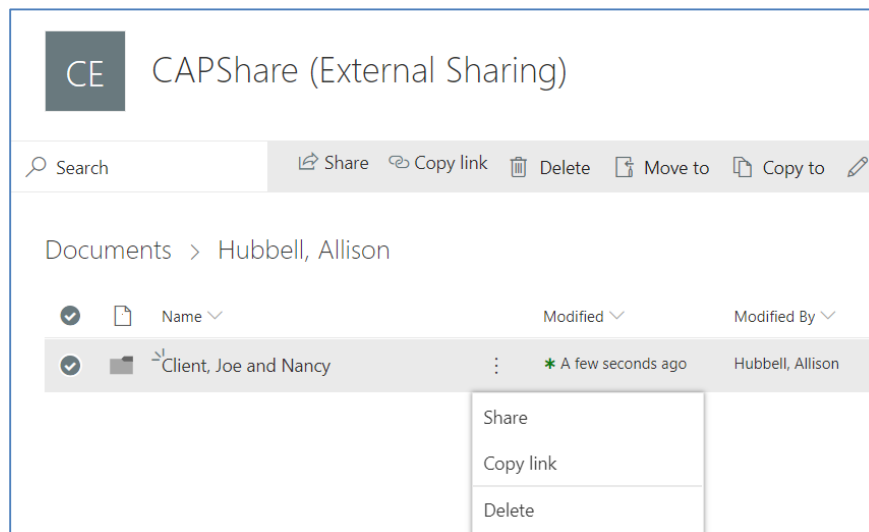 CE CAPShare (External Sharing)
Search Share Copy link Delete Move to Copy to
Documents > Hubbell, Allison
Name Modified Modified By
Client, Joe and Nancy A few seconds ago Hubbell, Allison
Share
Copy link
Delete